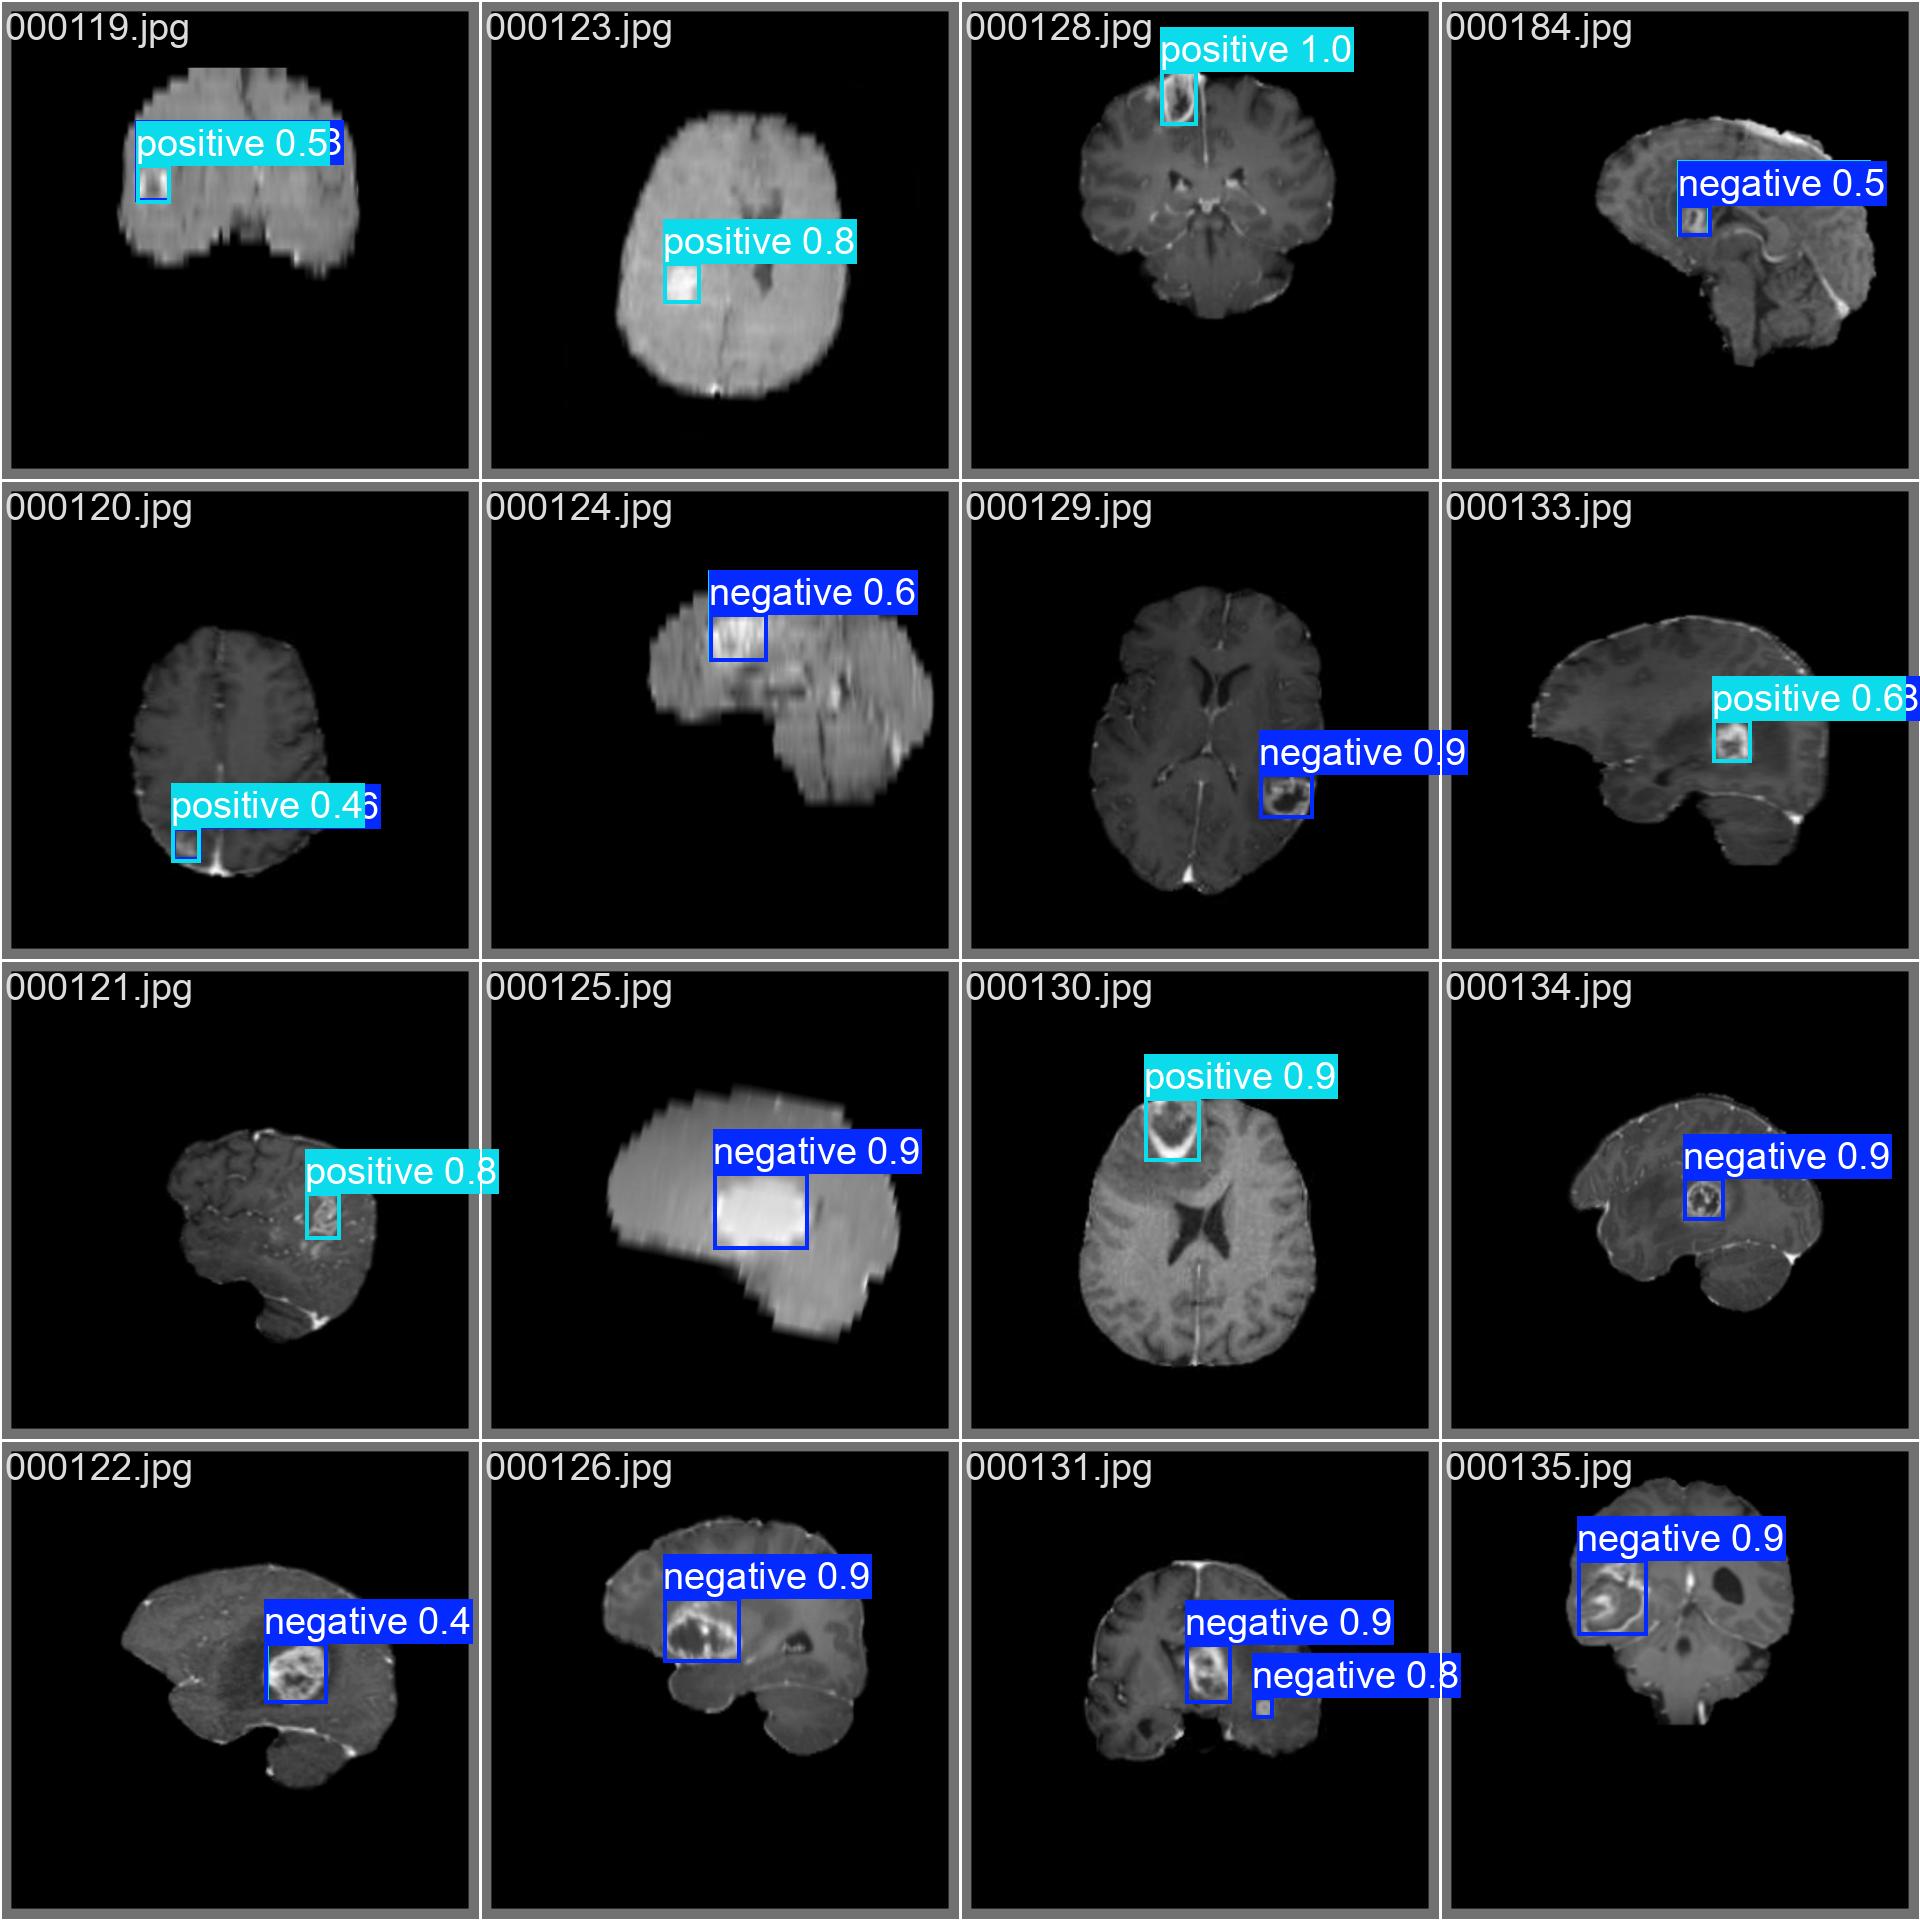 000119.jpg
positive 0.5
000123.jpg
positive 0.8
000128.jpg
positive 1.0
000184.jpg
negative 0.5
000120.jpg
positive 0.4
000124.jpg
negative 0.6
000129.jpg
negative 0.9
000133.jpg
positive 0.6
000121.jpg
positive 0.8
000125.jpg
negative 0.9
000130.jpg
positive 0.9
000134.jpg
negative 0.9
000122.jpg
negative 0.4
000126.jpg
negative 0.9
000131.jpg
negative 0.9
negative 0.8
000135.jpg
negative 0.9